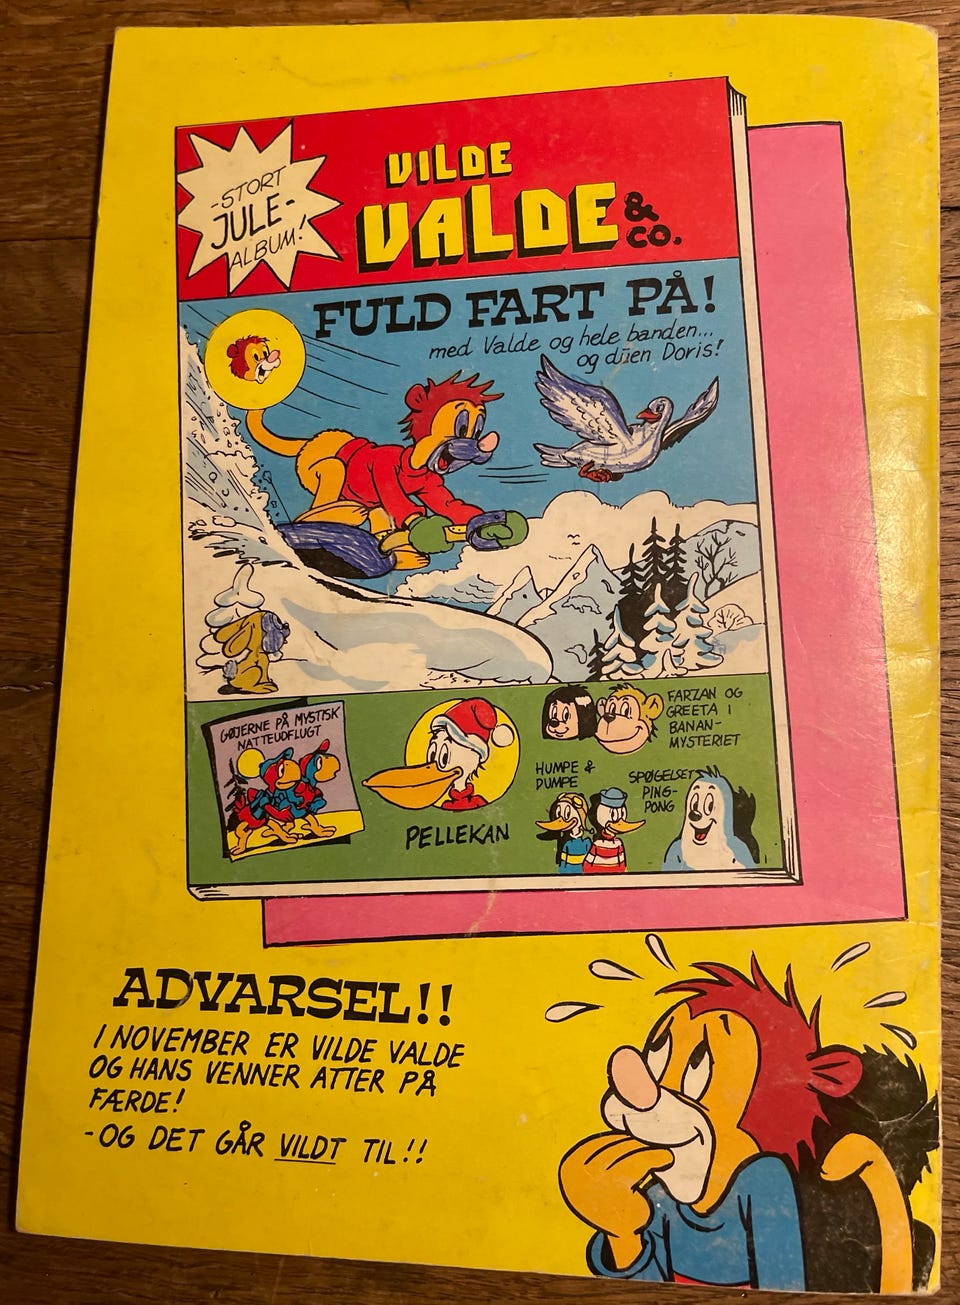 -STORT
JULE-
ALBUM!
VILDE
VALDE &
CO.
FULD FART PÅ!
med Valde og hele banden...
og duen Doris!
GØJERNE PÅ MYSTISK
NATTEUDFLUGT
PELLEKAN
FARZAN OG
GREETA I
BANAN-
MYSTERIET
HUMPE &
DUMPE
SPØGELSET
PING-
PONG
ADVARSEL!!
I NOVEMBER ER VILDE VALDE
OG HANS VENNER ATTER PÅ
FÆRDE!
-OG DET GÅR VILDT TIL!!